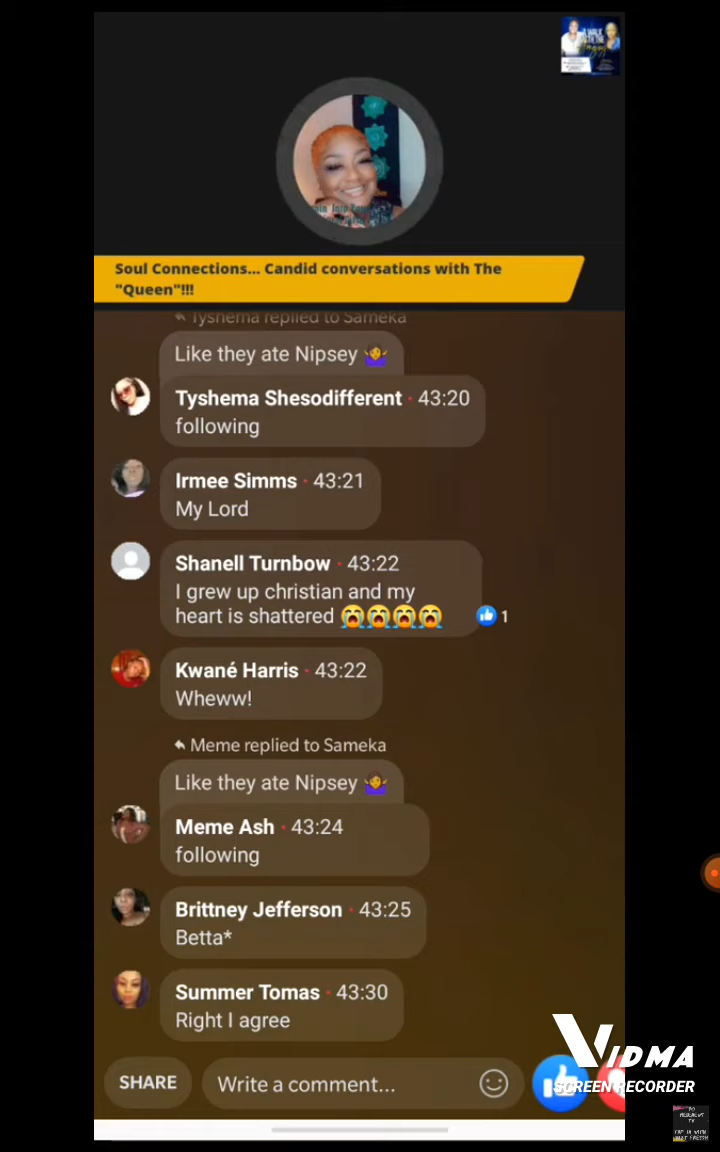 A WALK
WITH THE
Soul Connections... Candid conversations with The
"Queen"!!!
Tyshema replied to Sameka
Like they ate Nipsey 🤷‍♀️
Tyshema Shesodifferent · 43:20
following
Irmee Simms · 43:21
My Lord
Shanell Turnbow · 43:22
I grew up christian and my
heart is shattered 😭😭😭😭
1
Kwané Harris · 43:22
Wheww!
Meme replied to Sameka
Like they ate Nipsey 🤷‍♀️
Meme Ash · 43:24
following
Brittney Jefferson · 43:25
Betta*
Summer Tomas · 43:30
Right I agree
SHARE
Write a comment...
VIDMA
SCREEN RECORDER